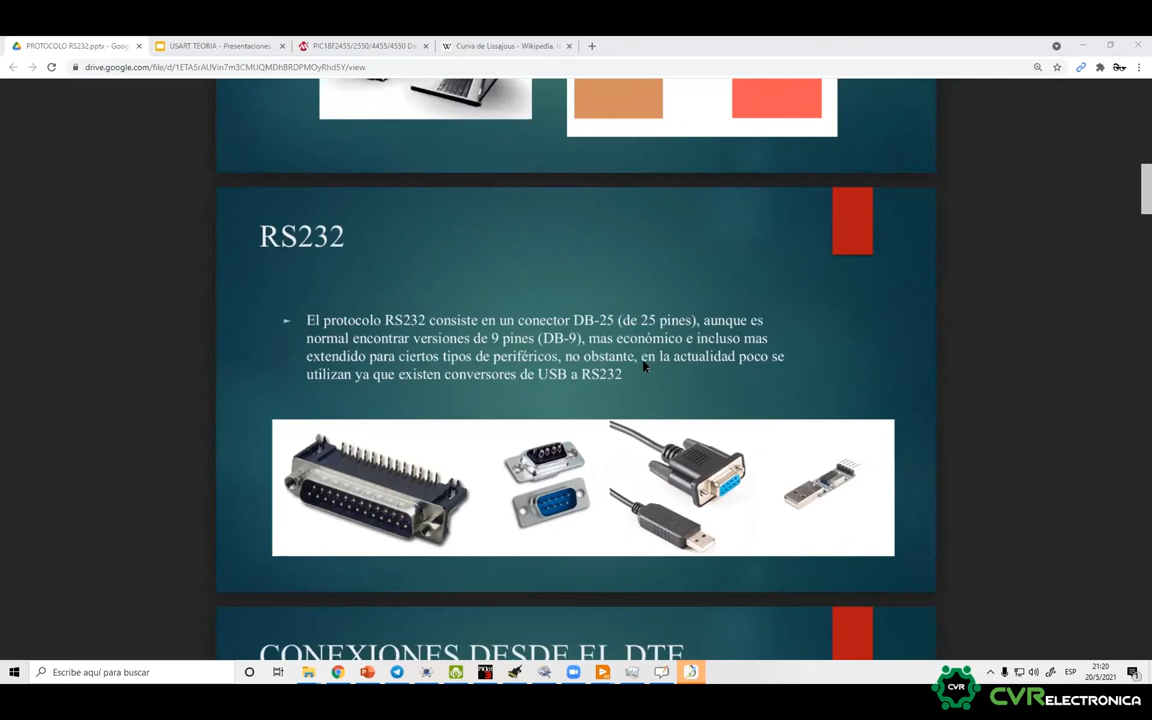 PROTOCOLO RS232.pptx - Goog
USART TEORIA - Presentaciones
PIC18F2455/2550/4455/4550 Da
Curva de Lissajous - Wikipedia, l
drive.google.com/file/d/1ETA5rAUVin7m3CMUQMDhBRDPMOyRhd5Y/view
RS232
El protocolo RS232 consiste en un conector DB-25 (de 25 pines), aunque es
normal encontrar versiones de 9 pines (DB-9), mas económico e incluso mas
extendido para ciertos tipos de periféricos, no obstante, en la actualidad poco se
utilizan ya que existen conversores de USB a RS232
CONEXIONES DESDE EL DTE
Escribe aquí para buscar
ESP
21:20
20/5/2021
CVR
CVRELECTRONICA